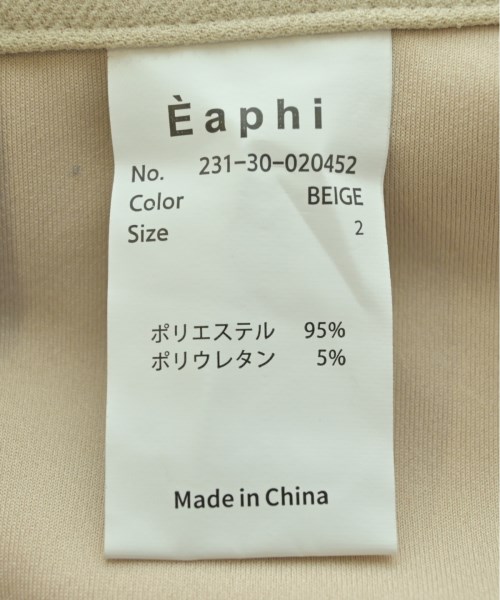 Èaphi
No. 231-30-020452
Color BEIGE
Size 2
ポリエステル 95%
ポリウレタン 5%
Made in China